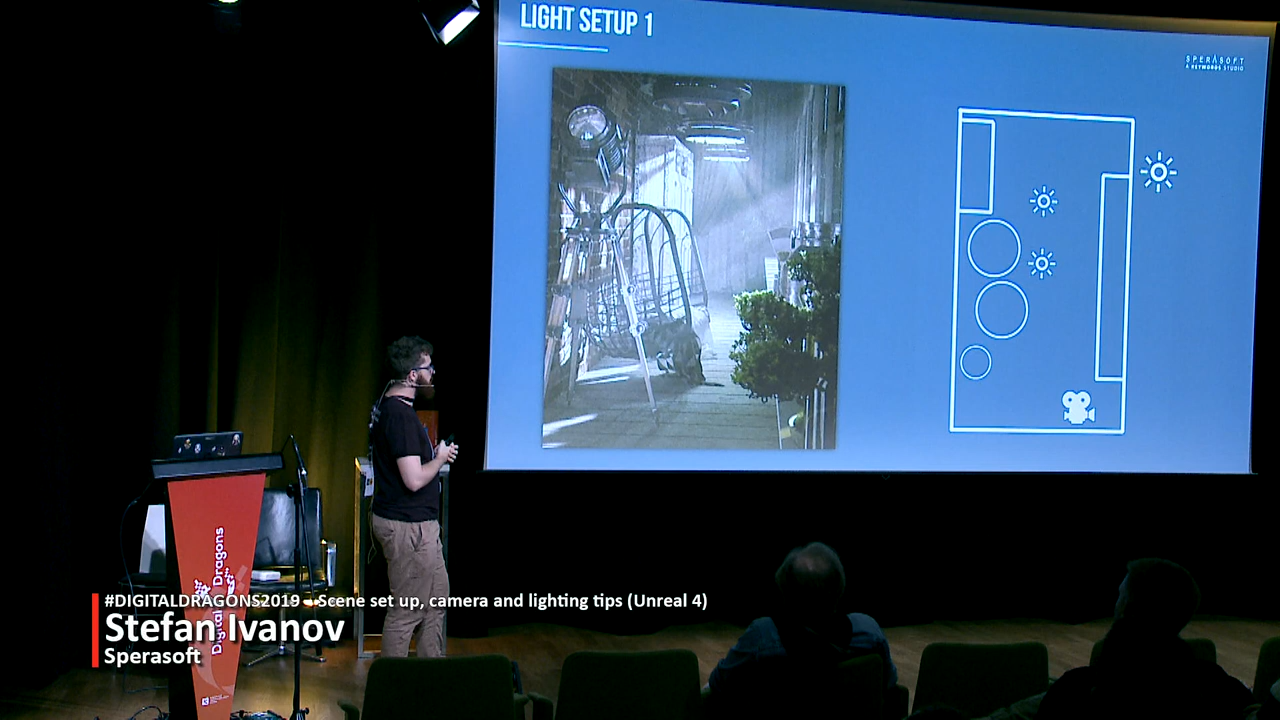 LIGHT SETUP 1
SPERASOFT
A KEYWORDS STUDIO
Digital Dragons
#DIGITALDRAGONS2019 - Scene set up, camera and lighting tips (Unreal 4)
Stefan Ivanov
Sperasoft